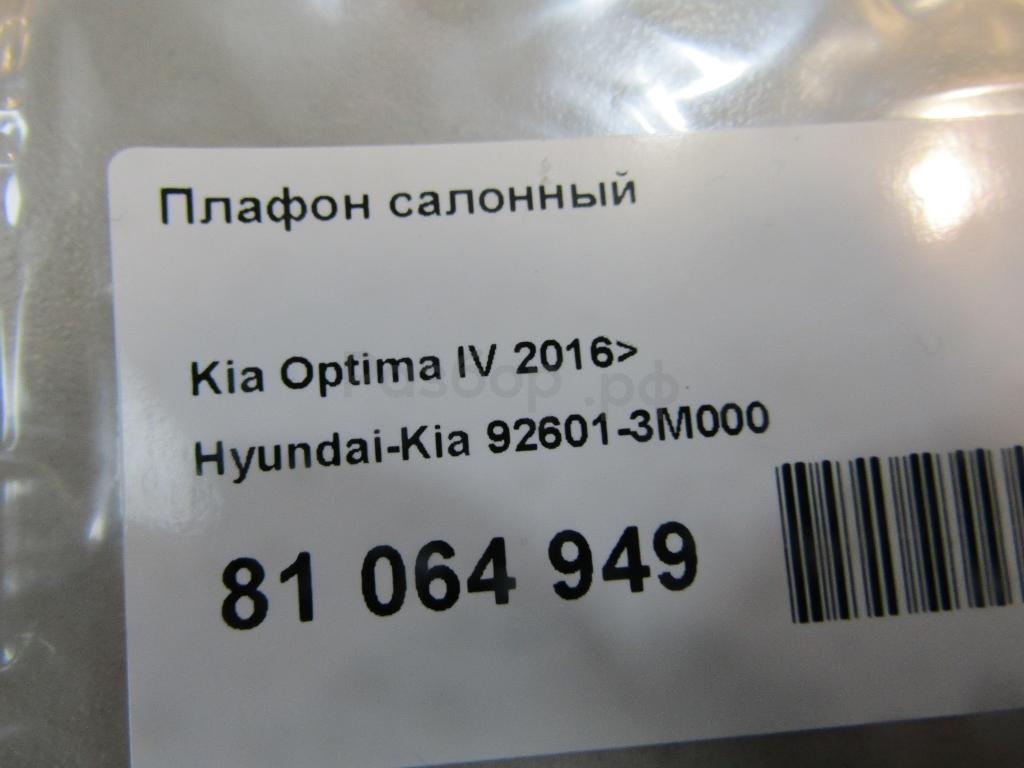 Плафон салонный
Kia Optima IV 2016>
Hyundai-Kia 92601-3M000
81 064 949